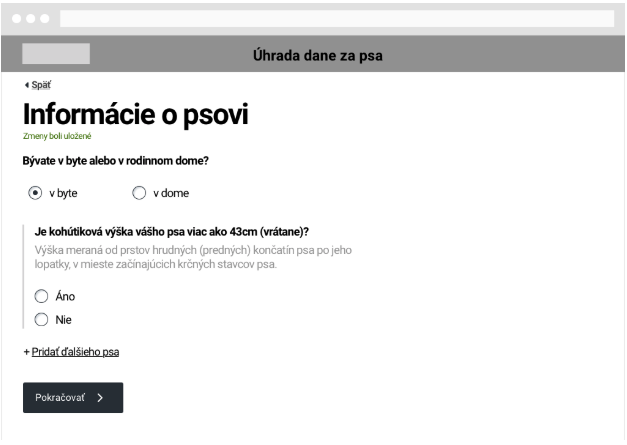 Úhrada dane za psa
Späť
Informácie o psovi
Zmeny boli uložené
Bývate v byte alebo v rodinnom dome?
v byte
v dome
Je kohútiková výška vášho psa viac ako 43cm (vrátane)?
Výška meraná od prstov hrudných (predných) končatín psa po jeho
lopatky, v mieste začínajúcich krčných stavcov psa.
Áno
Nie
+ Pridať ďalšieho psa
Pokračovať